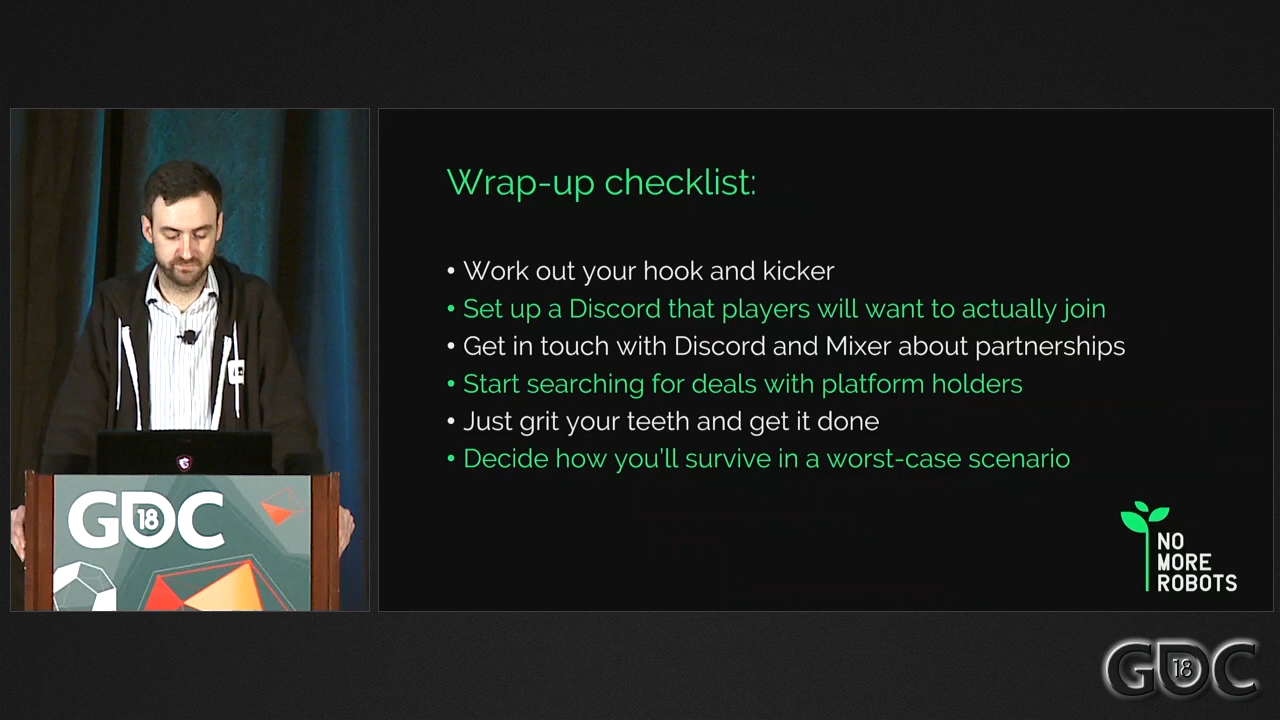 Wrap-up checklist:
• Work out your hook and kicker
• Set up a Discord that players will want to actually join
• Get in touch with Discord and Mixer about partnerships
• Start searching for deals with platform holders
• Just grit your teeth and get it done
• Decide how you'll survive in a worst-case scenario
NO
MORE
ROBOTS
GDC
18
GDC
18